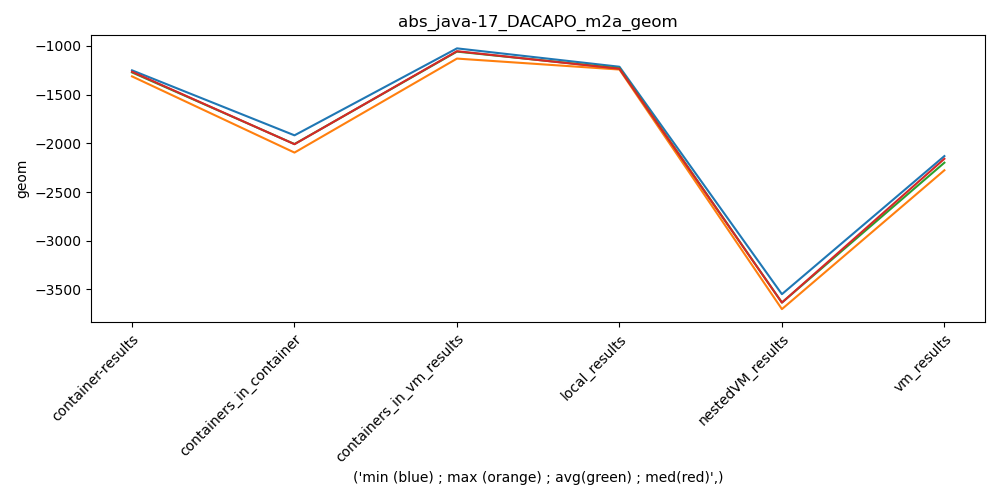 abs_java-17_DACAPO_m2a_geom
−1000
−1500
−2000
−2500
−3000
−3500
geom
container-results
containers_in_container
containers_in_vm_results
local_results
nestedVM_results
vm_results
('min (blue) ; max (orange) ; avg(green) ; med(red)',)